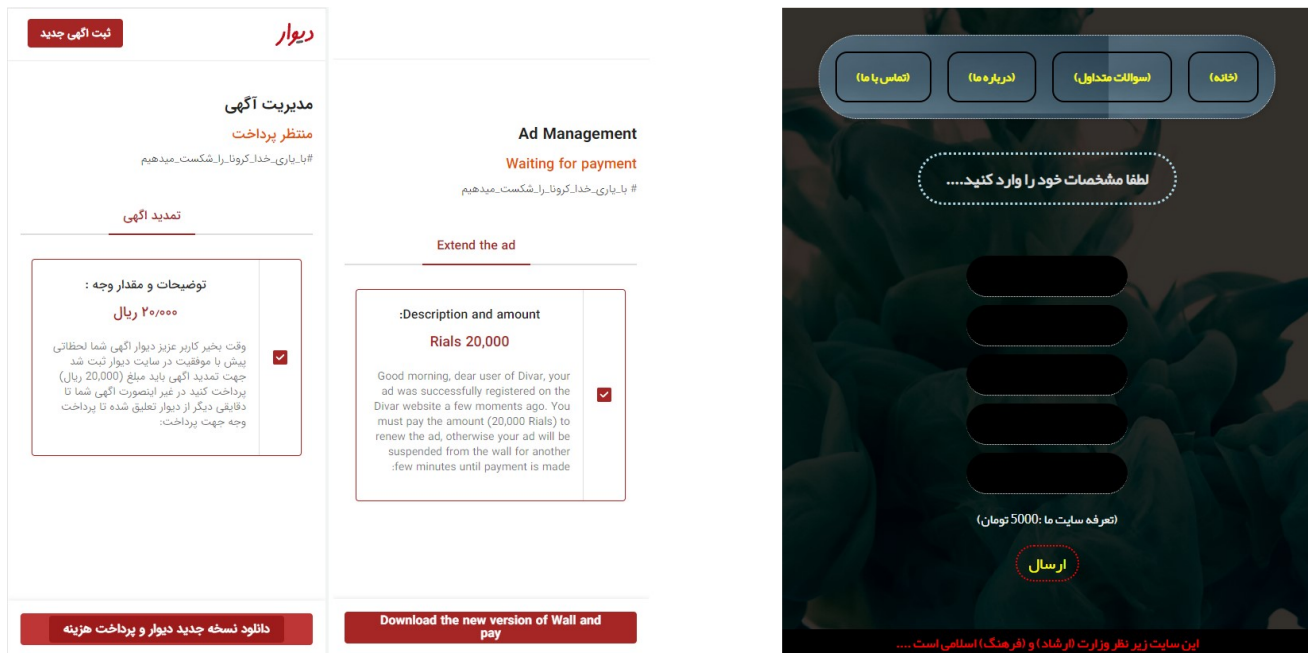 دیوار
ثبت اگهی جدید
مدیریت آگهی
منتظر پرداخت
#با_یاری_خدا_کرونا_را_شکست_میدهیم
تمدید اگهی
توضیحات و مقدار وجه :
۲۰٫۰۰۰ ریال
وقت بخیر کاربر عزیز دیوار اگهی شما لحظاتی
پیش با موفقیت در سایت دیوار ثبت شد
جهت تمدید اگهی باید مبلغ (20,000 ریال)
پرداخت کنید در غیر اینصورت اگهی شما تا
دقایقی دیگر از دیوار تعلیق شده تا پرداخت
وجه جهت پرداخت:
دانلود نسخه جدید دیوار و پرداخت هزینه
Ad Management
Waiting for payment
# با_یاری_خدا_کرونا_را_شکست_میدهیم
Extend the ad
:Description and amount
Rials 20,000
Good morning, dear user of Divar, your
ad was successfully registered on the
Divar website a few moments ago. You
must pay the amount (20,000 Rials) to
renew the ad, otherwise your ad will be
suspended from the wall for another
:few minutes until payment is made
Download the new version of Wall and
pay
(خانه)
(سوالات متداول)
(درباره ما)
(تماس با ما)
لطفا مشخصات خود را وارد کنید....
(تعرفه سایت ما :5000 تومان)
ارسال
این سایت زیر نظر وزارت (ارشاد) و (فرهنگ) اسلامی است ....